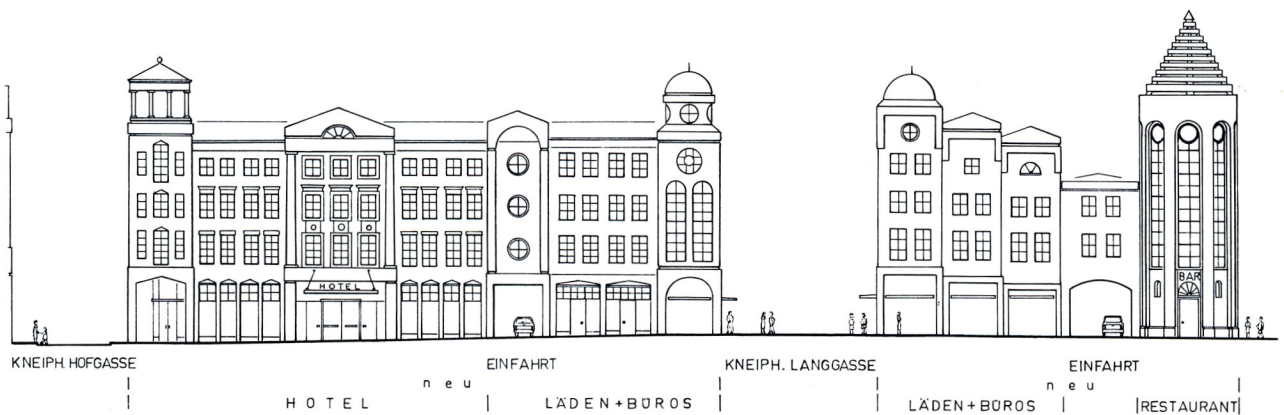 HOTEL
BAR
KNEIPH. HOFGASSE
EINFAHRT
KNEIPH. LANGGASSE
EINFAHRT
neu
neu
HOTEL
LÄDEN+BÜROS
LÄDEN+BÜROS
RESTAURANT